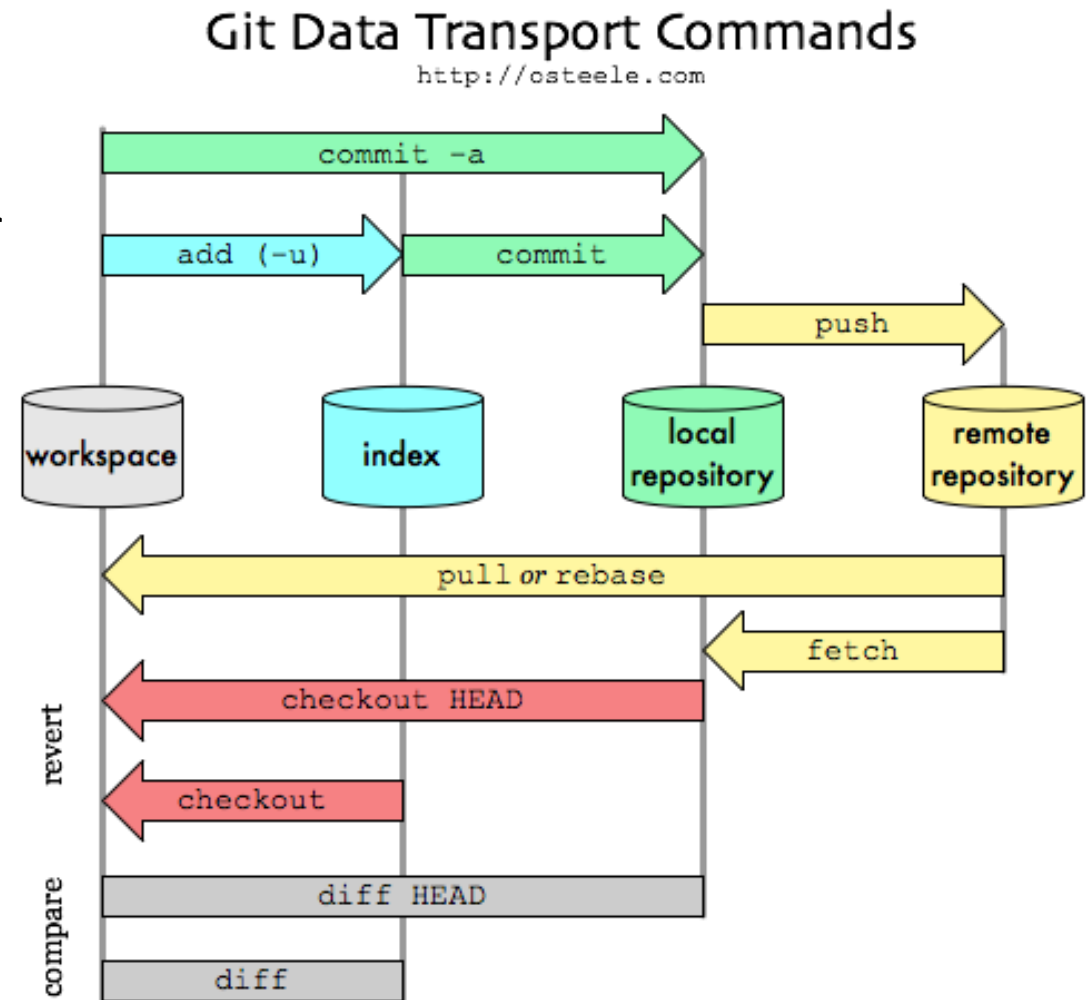 Git Data Transport Commands
http://osteele.com
commit -a
add (-u)
commit
push
workspace
index
local
repository
remote
repository
pull or rebase
fetch
revert
checkout HEAD
checkout
compare
diff HEAD
diff